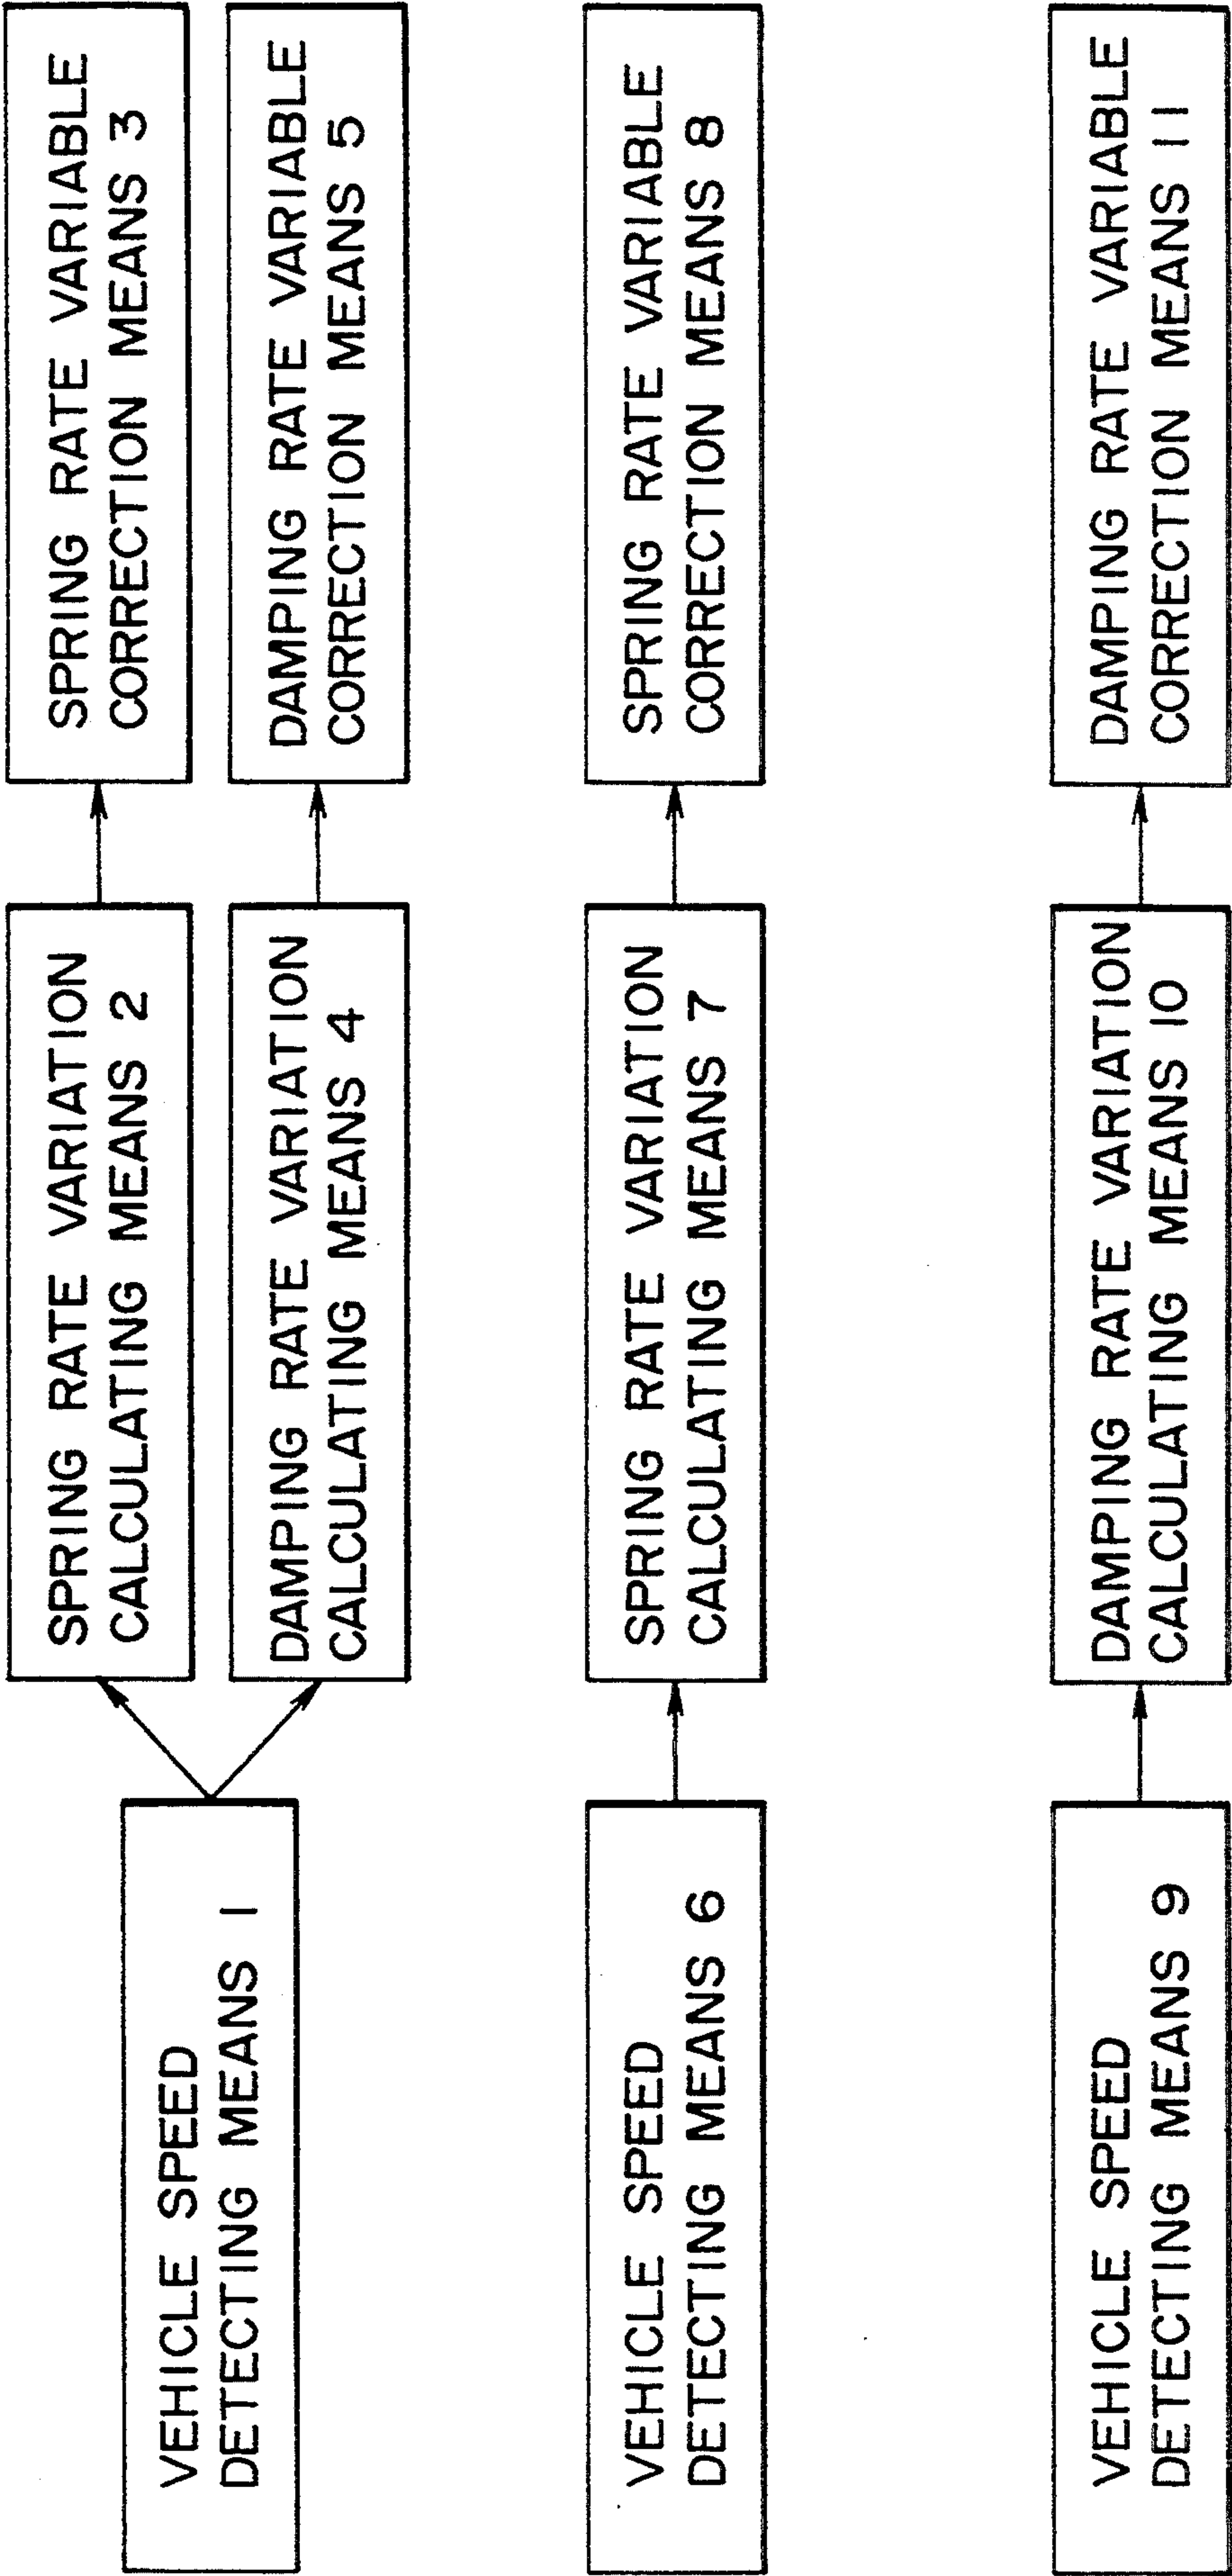 VEHICLE SPEED
DETECTING MEANS 1
SPRING RATE VARIATION
CALCULATING MEANS 2
SPRING RATE VARIABLE
CORRECTION MEANS 3
DAMPING RATE VARIATION
CALCULATING MEANS 4
DAMPING RATE VARIABLE
CORRECTION MEANS 5
VEHICLE SPEED
DETECTING MEANS 6
SPRING RATE VARIATION
CALCULATING MEANS 7
SPRING RATE VARIABLE
CORRECTION MEANS 8
VEHICLE SPEED
DETECTING MEANS 9
DAMPING RATE VARIATION
CALCULATING MEANS 10
DAMPING RATE VARIABLE
CORRECTION MEANS 11